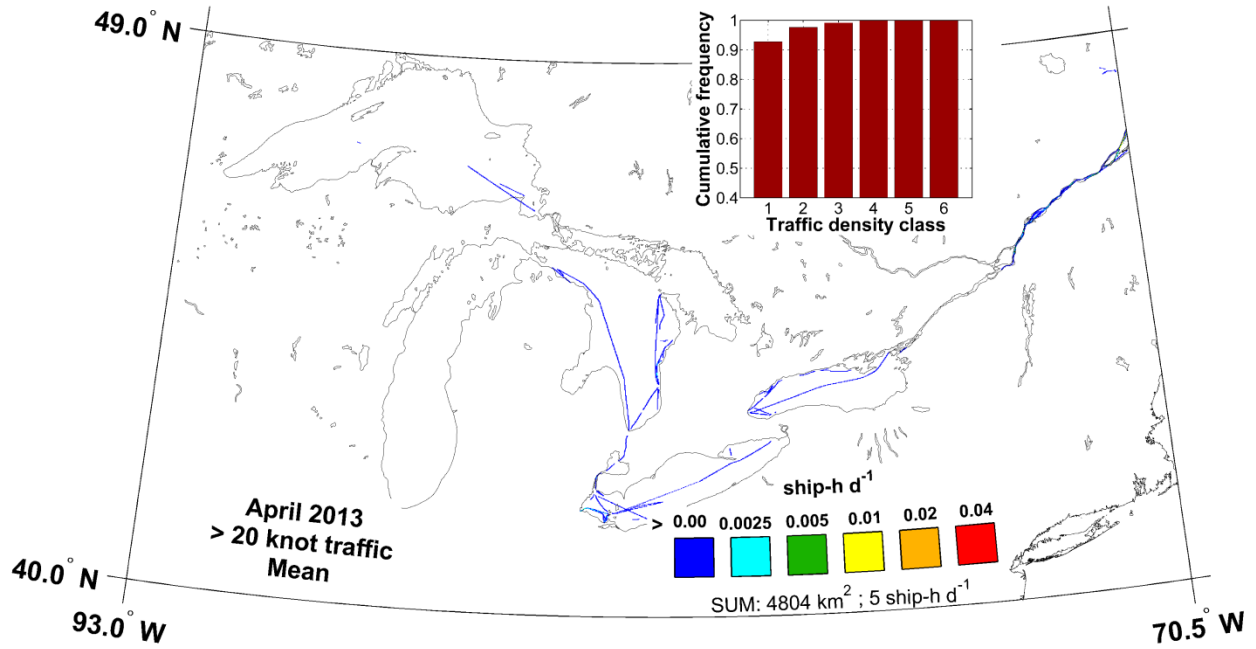 49.0° N
1
0.9
0.8
0.7
0.6
0.5
0.4
Cumulative frequency
1 2 3 4 5 6
Traffic density class
April 2013
> 20 knot traffic
Mean
ship-h d⁻¹
> 0.00 0.0025 0.005 0.01 0.02 0.04
SUM: 4804 km² ; 5 ship-h d⁻¹
40.0° N
93.0° W
70.5° W